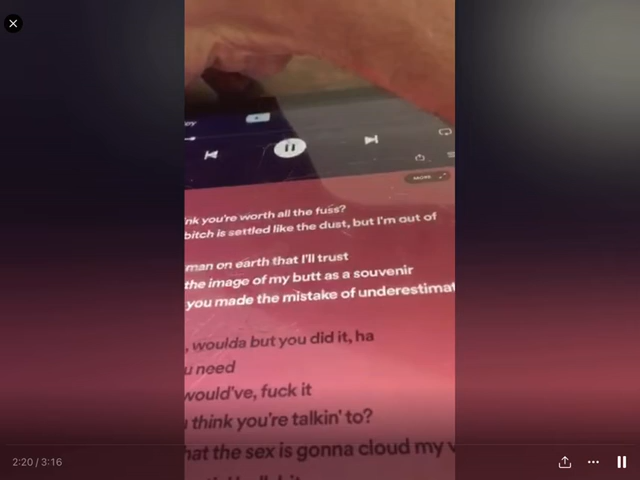 ey
MORE
nk you're worth all the fuss?
bitch is settled like the dust, but I'm out of
man on earth that I'll trust
the image of my butt as a souvenir
you made the mistake of underestimat
, woulda but you did it, ha
u need
would've, fuck it
u think you're talkin' to?
hat the sex is gonna cloud my v
2:20 / 3:16